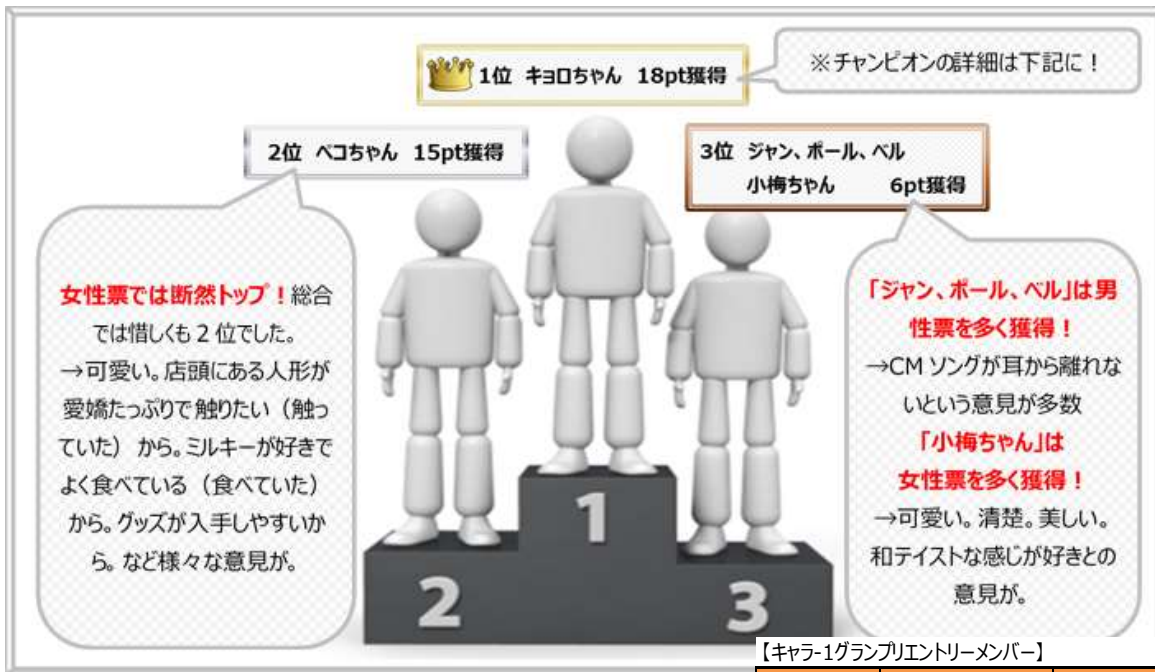 1位 キョロちゃん 18pt獲得
※チャンピオンの詳細は下記に！
2位 ペコちゃん 15pt獲得
3位 ジャン、ポール、ベル
小梅ちゃん 6pt獲得
女性票では断然トップ！総合
では惜しくも2位でした。
→可愛い。店頭にある人形が
愛嬌たっぷりで触りたい（触っ
ていた）から。ミルキーが好きで
よく食べている（食べていた）
から。グッズが入手しやすいか
ら。など様々な意見が。
「ジャン、ポール、ベル」は男
性票を多く獲得！
→CMソングが耳から離れな
いという意見が多数
「小梅ちゃん」は
女性票を多く獲得！
→可愛い。清楚。美しい。
和テイストな感じが好きとの
意見が。
1
2
3
【キャラ-1グランプリエントリーメンバー】